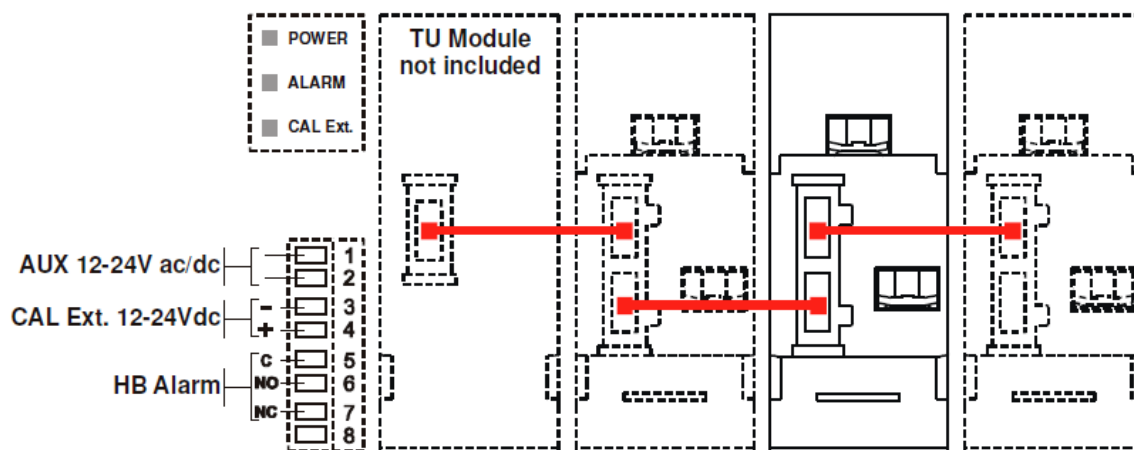 POWER
ALARM
CAL Ext.
TU Module
not included
AUX 12-24V ac/dc
1
2
CAL Ext. 12-24Vdc
- 3
+ 4
HB Alarm
C 5
NO 6
NC 7
8